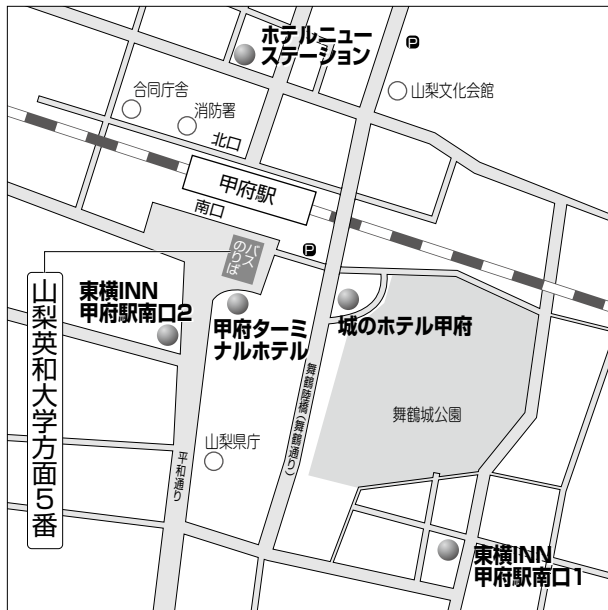 ホテルニュー
ステーション
P
合同庁舎
山梨文化会館
消防署
北口
甲府駅
南口
バス
のりば
P
山梨英和大学方面5番
東横INN
甲府駅南口2
甲府ターミ
ナルホテル
城のホテル甲府
舞鶴陸橋(舞鶴通り)
舞鶴城公園
山梨県庁
平和通り
東横INN
甲府駅南口1